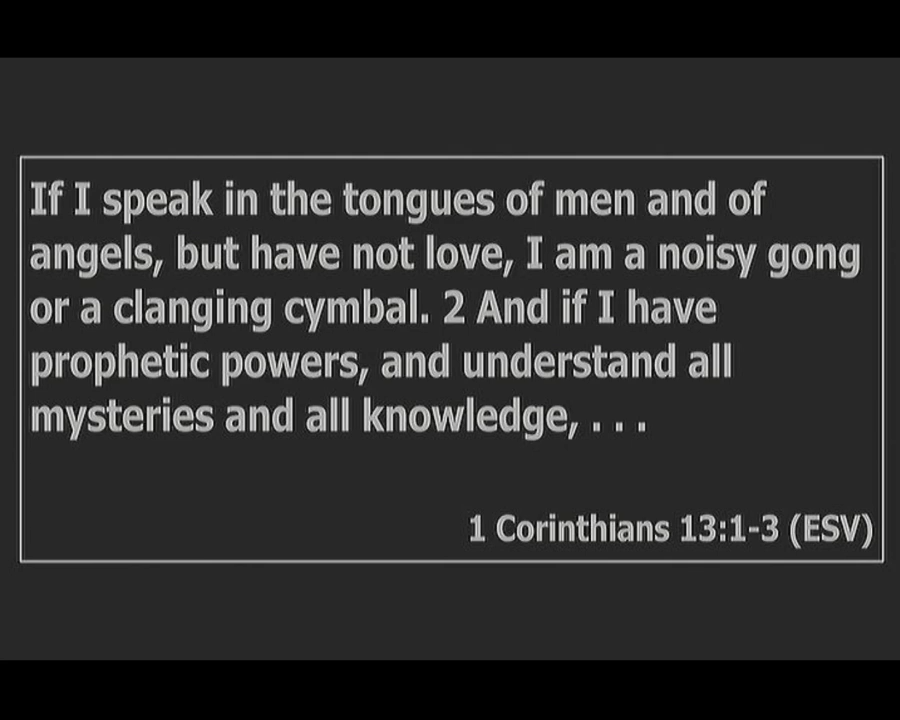 If I speak in the tongues of men and of
angels, but have not love, I am a noisy gong
or a clanging cymbal. 2 And if I have
prophetic powers, and understand all
mysteries and all knowledge, . . .
1 Corinthians 13:1-3 (ESV)